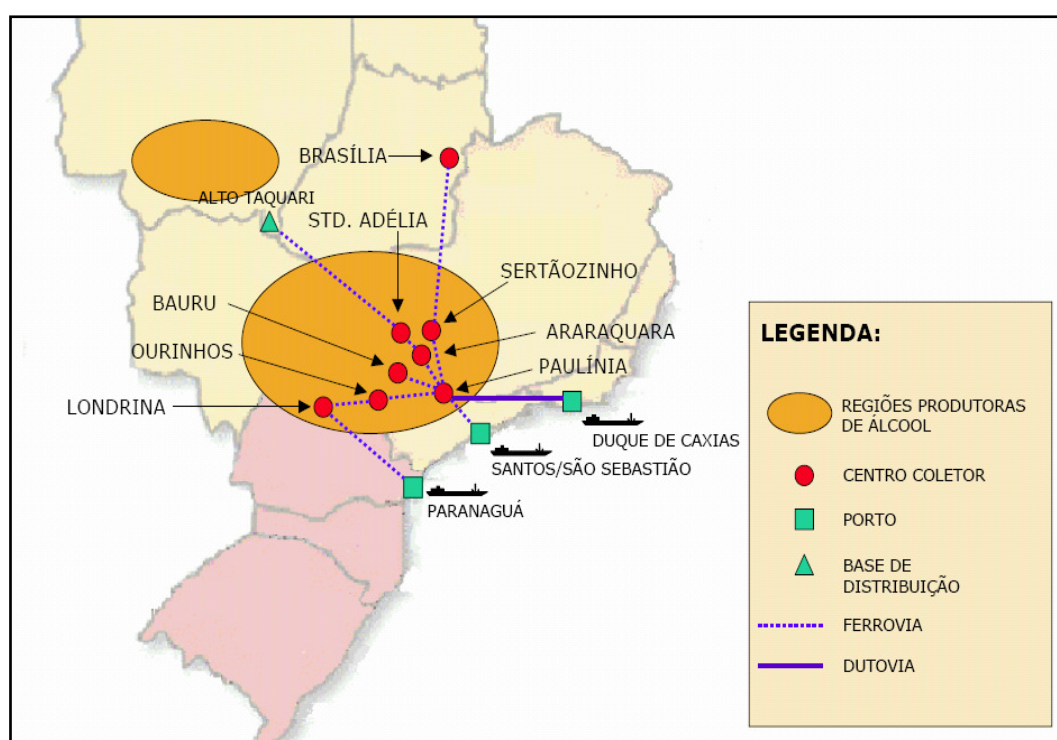 BRASÍLIA
ALTO TAQUARI
STD. ADÉLIA
SERTÃOZINHO
BAURU
ARARAQUARA
OURINHOS
PAULÍNIA
LONDRINA
DUQUE DE CAXIAS
SANTOS/SÃO SEBASTIÃO
PARANAGUÁ
LEGENDA:
REGIÕES PRODUTORAS
DE ÁLCOOL
CENTRO COLETOR
PORTO
BASE DE
DISTRIBUIÇÃO
FERROVIA
DUTOVIA